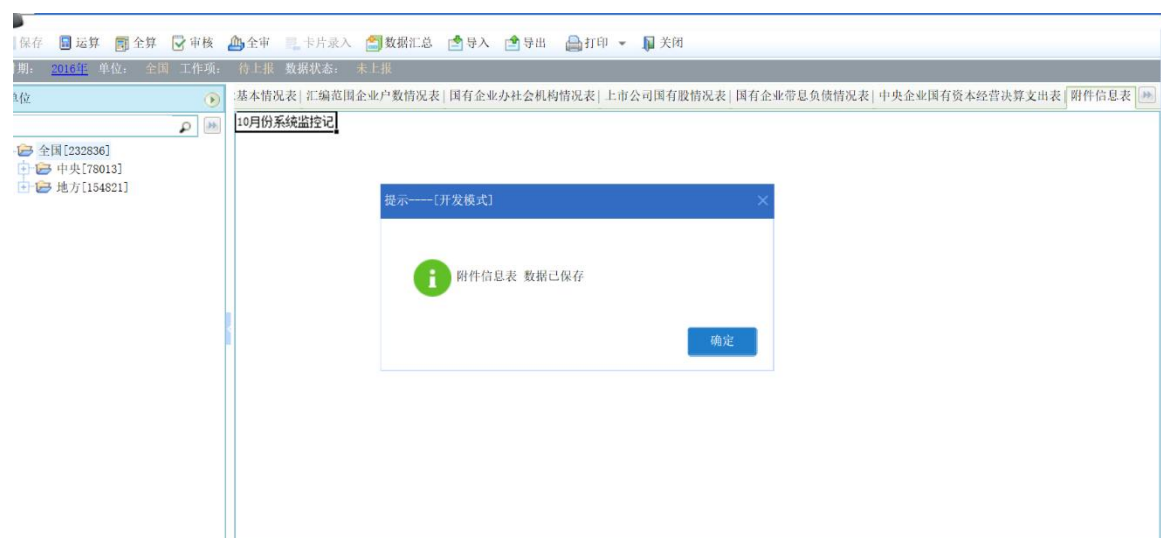 保存 运算 全算 审核 全审 卡片录入 数据汇总 导入 导出 打印 关闭
期: 2016年 单位: 全国 工作项: 待上报 数据状态: 未上报
单位
基本情况表| 汇编范围企业户数情况表| 国有企业办社会机构情况表| 上市公司国有股情况表| 国有企业带息负债情况表| 中央企业国有资本经营决算支出表| 附件信息表
10月份系统监控记
全国[232836]
中央[78013]
地方[154821]
提示----[开发模式]
附件信息表 数据已保存
确定